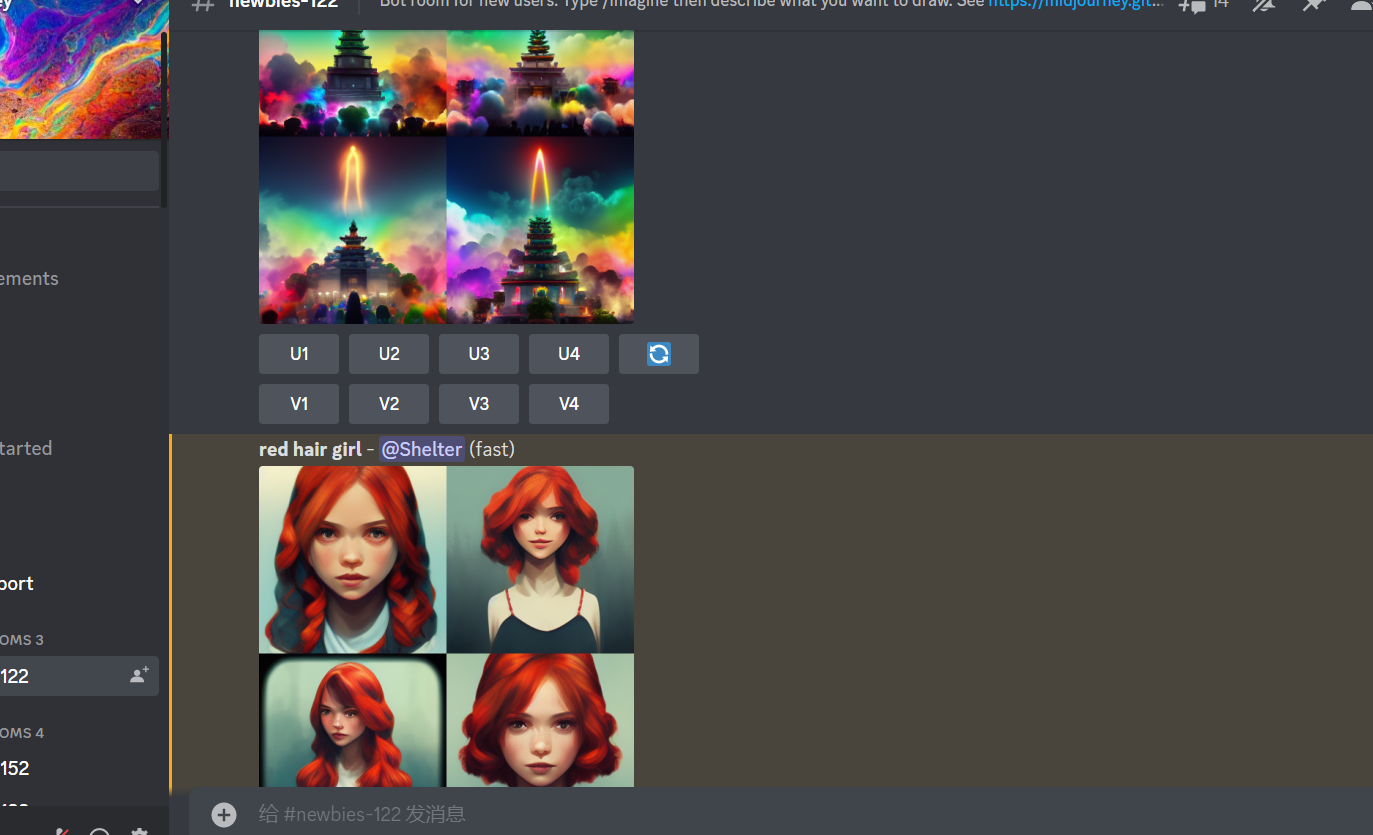 newbies-122
Bot room for new users. Type /imagine then describe what you want to draw. See https://midjourney.git...
14
ements
U1 U2 U3 U4
V1 V2 V3 V4
tarted
red hair girl - @Shelter (fast)
port
OMS 3
122
OMS 4
152
给 #newbies-122 发消息